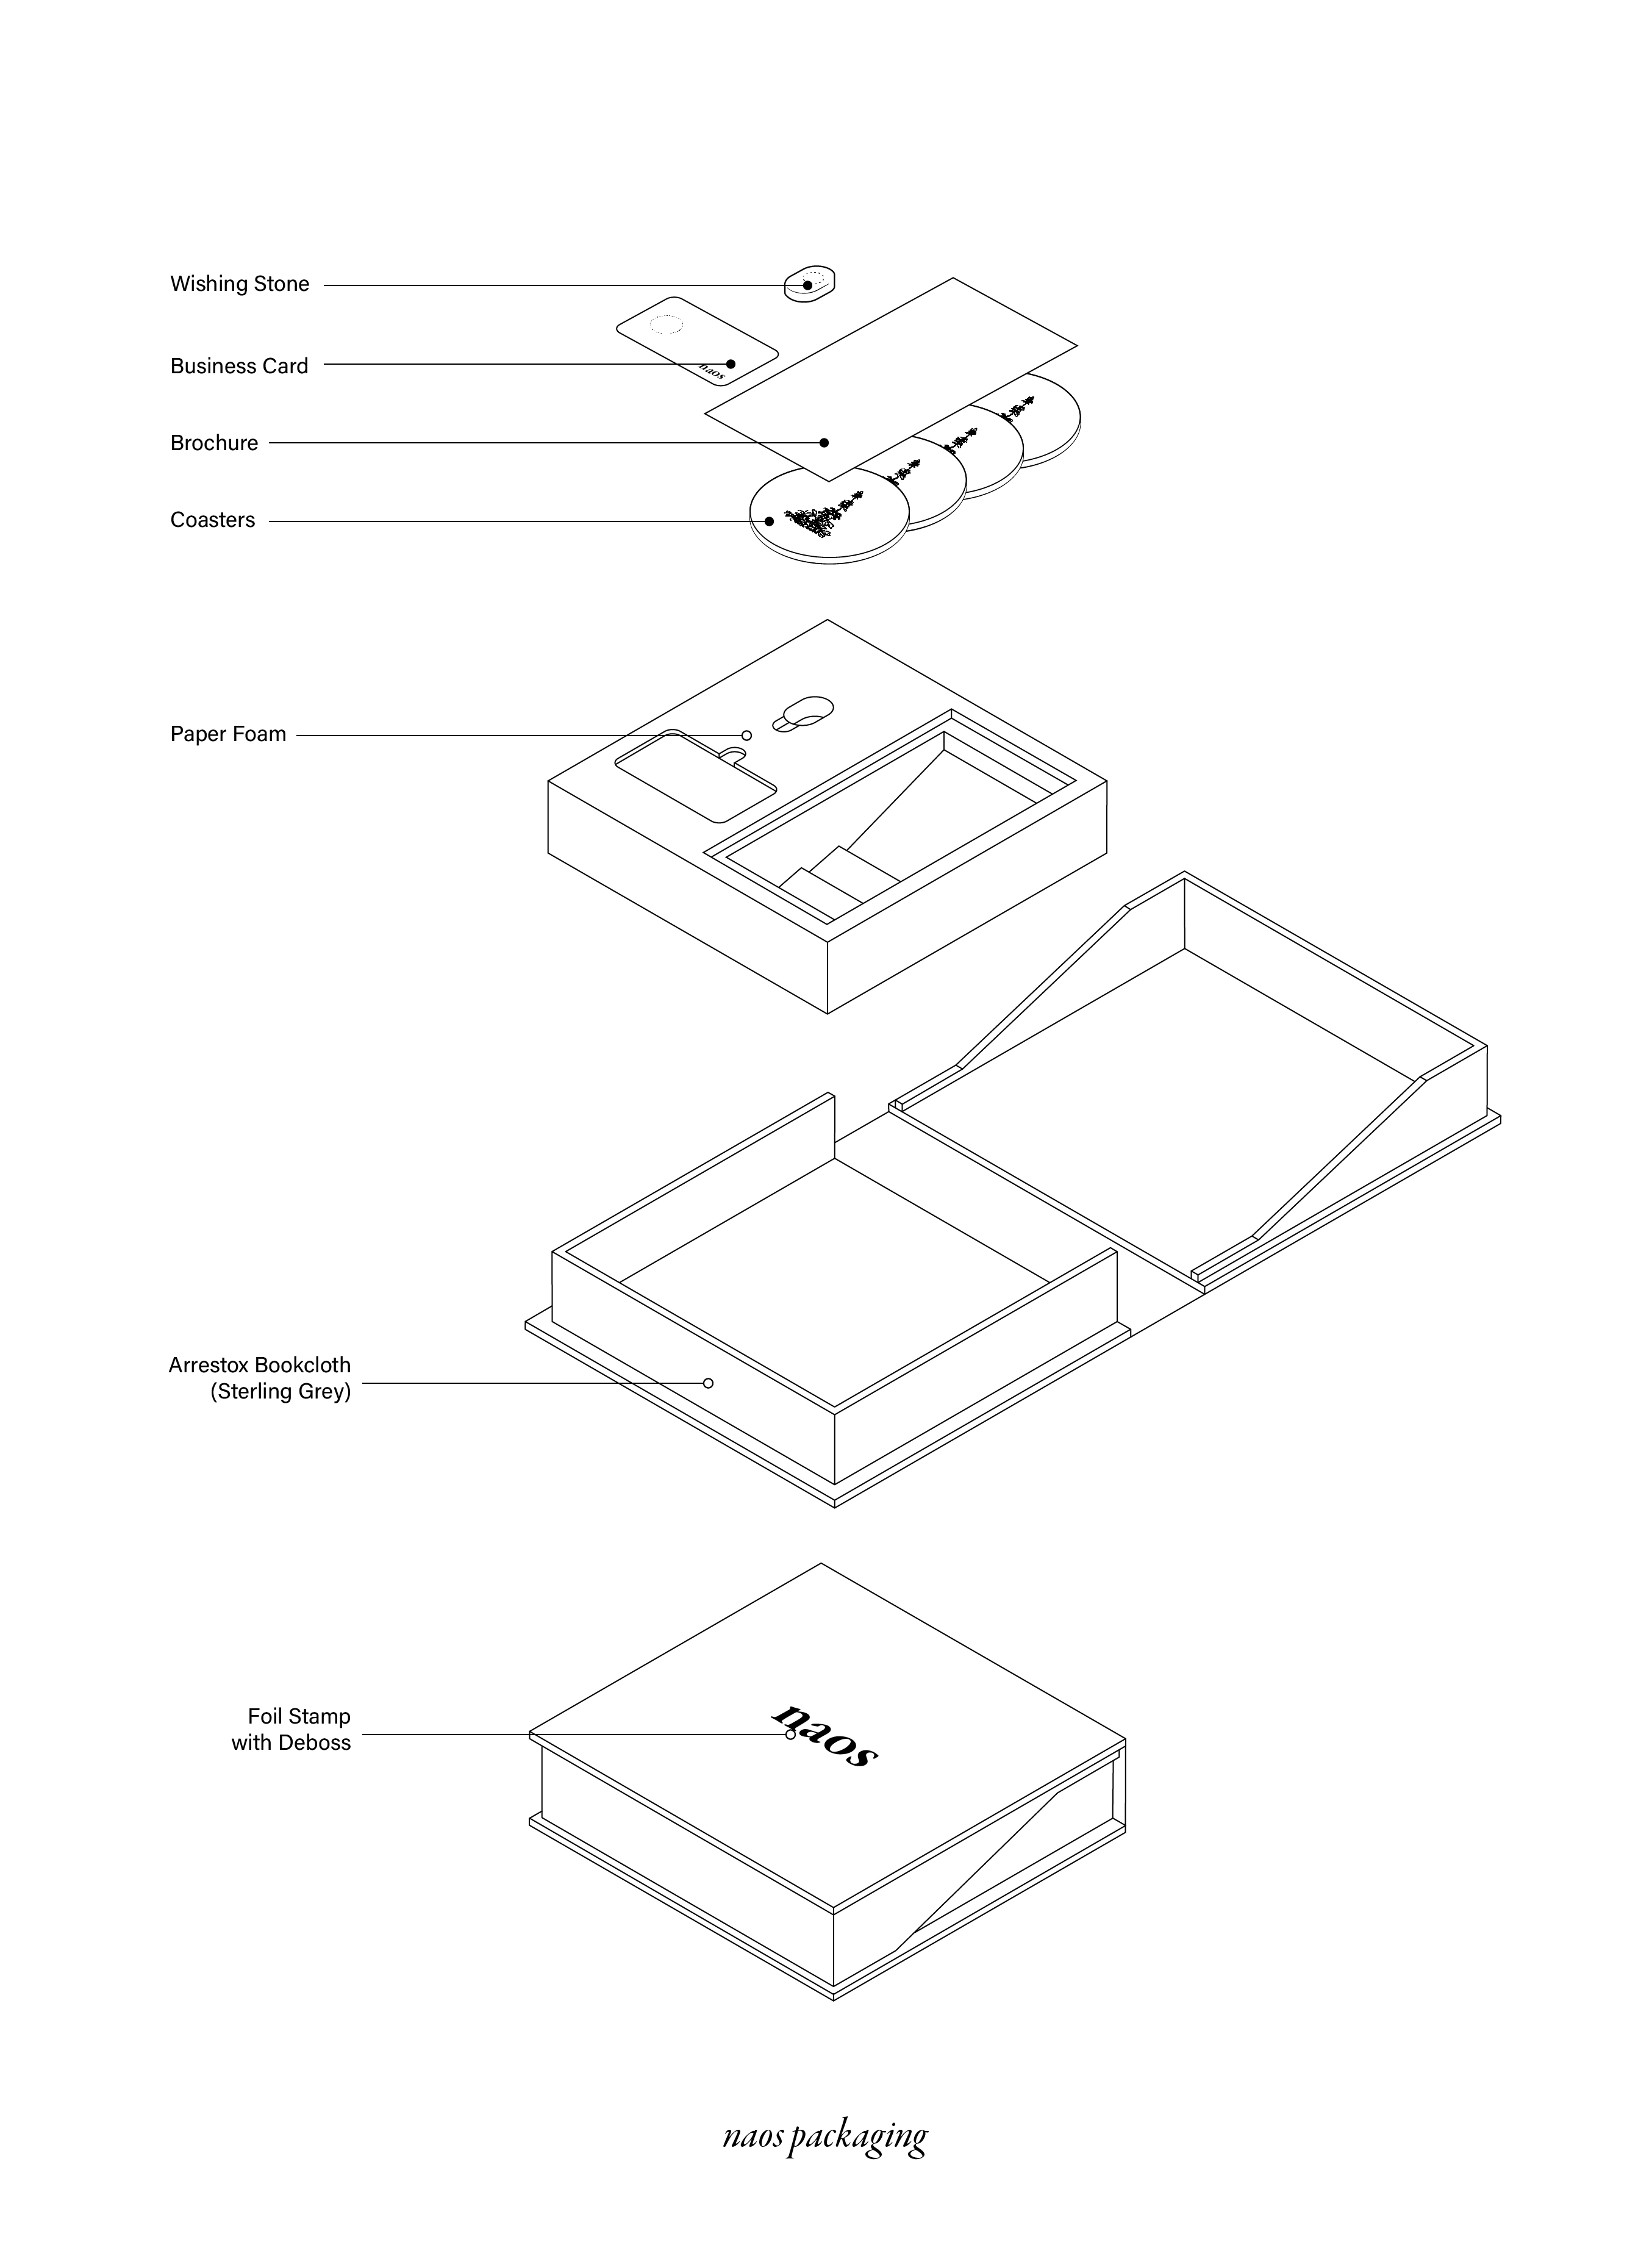 Wishing Stone
Business Card
naos
Brochure
Coasters
Paper Foam
Arrestox Bookcloth
(Sterling Grey)
Foil Stamp
with Deboss
naos
naos packaging